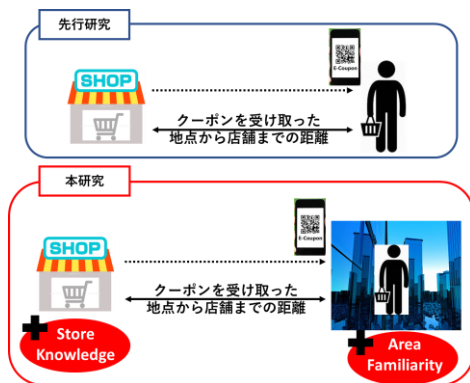 先行研究
SHOP
E-Coupon
クーポンを受け取った
地点から店舗までの距離
本研究
SHOP
E-Coupon
クーポンを受け取った
地点から店舗までの距離
+ Store
Knowledge
+ Area
Familiarity